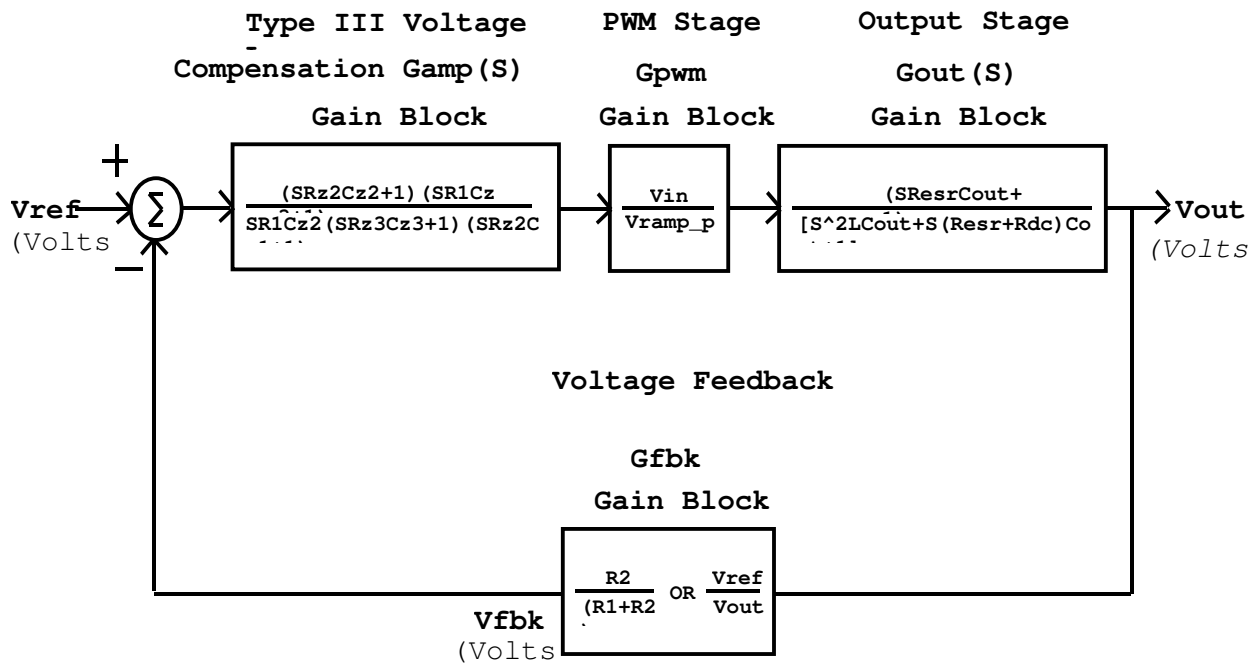 Type III Voltage
-
Compensation Gamp(S)
Gain Block
PWM Stage
Gpwm
Gain Block
Output Stage
Gout(S)
Gain Block
+
Vref
(Volts
Σ
−
(SRz2Cz2+1)(SR1Cz
SR1Cz2(SRz3Cz3+1)(SRz2C
Vin
Vramp_p
(SResrCout+
[S^2LCout+S(Resr+Rdc)Co
Vout
(Volts
Voltage Feedback
Gfbk
Gain Block
R2
(R1+R2
OR
Vref
Vout
Vfbk
(Volts